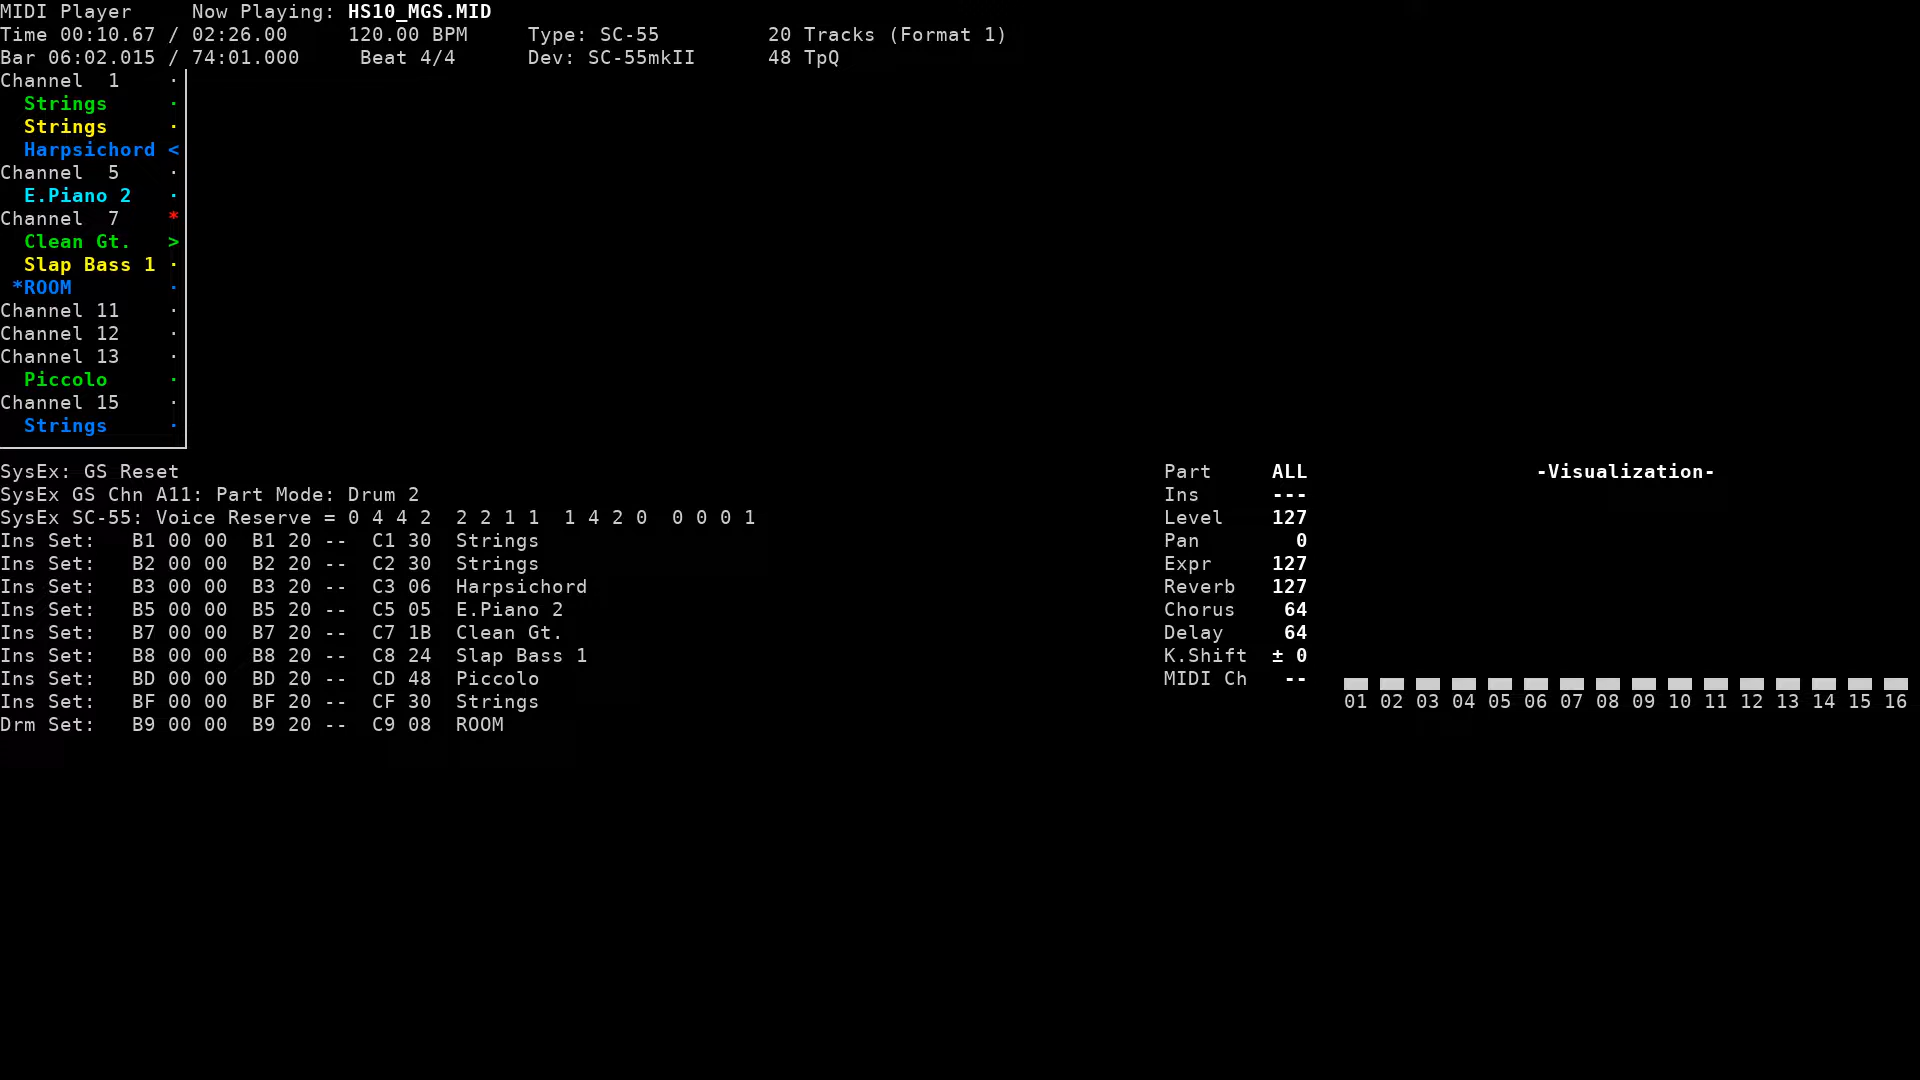 MIDI Player     Now Playing: HS10_MGS.MID
Time 00:10.67 / 02:26.00     120.00 BPM     Type: SC-55         20 Tracks (Format 1)
Bar 06:02.015 / 74:01.000     Beat 4/4      Dev: SC-55mkII      48 TpQ
Channel  1    ·
Strings     ·
Strings     ·
Harpsichord <
Channel  5    ·
E.Piano 2   ·
Channel  7    *
Clean Gt.   >
Slap Bass 1 ·
*ROOM        ·
Channel 11    ·
Channel 12    ·
Channel 13    ·
Piccolo     ·
Channel 15    ·
Strings     ·
SysEx: GS Reset
SysEx GS Chn A11: Part Mode: Drum 2
SysEx SC-55: Voice Reserve = 0 4 4 2  2 2 1 1  1 4 2 0  0 0 0 1
Ins Set:   B1 00 00  B1 20 --  C1 30  Strings
Ins Set:   B2 00 00  B2 20 --  C2 30  Strings
Ins Set:   B3 00 00  B3 20 --  C3 06  Harpsichord
Ins Set:   B5 00 00  B5 20 --  C5 05  E.Piano 2
Ins Set:   B7 00 00  B7 20 --  C7 1B  Clean Gt.
Ins Set:   B8 00 00  B8 20 --  C8 24  Slap Bass 1
Ins Set:   BD 00 00  BD 20 --  CD 48  Piccolo
Ins Set:   BF 00 00  BF 20 --  CF 30  Strings
Drm Set:   B9 00 00  B9 20 --  C9 08  ROOM
Part     ALL
Ins      ---
Level    127
Pan        0
Expr     127
Reverb   127
Chorus    64
Delay     64
K.Shift  ± 0
MIDI Ch   --
-Visualization-
01 02 03 04 05 06 07 08 09 10 11 12 13 14 15 16